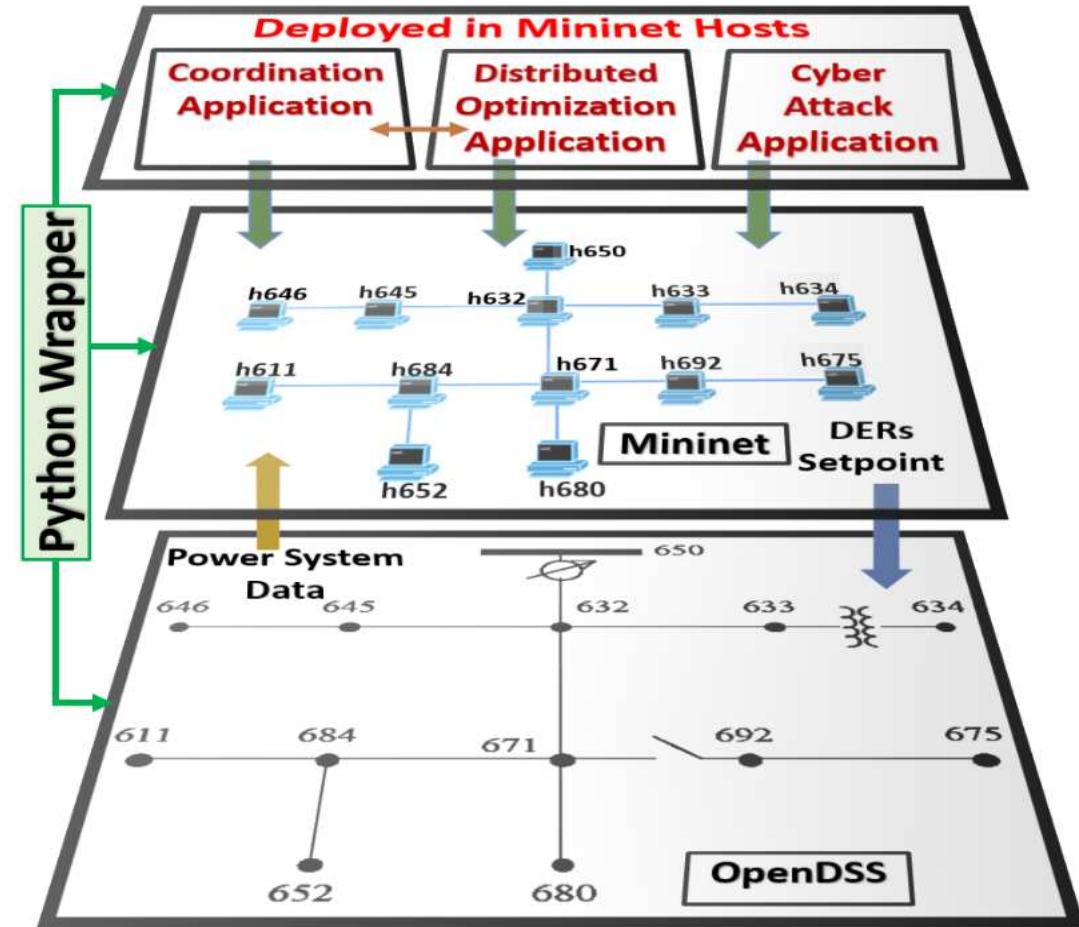 Deployed in Mininet Hosts
Coordination
Application
Distributed
Optimization
Application
Cyber
Attack
Application
Python Wrapper
h650
h646
h645
h632
h633
h634
h611
h684
h671
h692
h675
h652
h680
Mininet
DERs
Setpoint
Power System
Data
650
646
645
632
633
634
611
684
671
692
675
652
680
OpenDSS